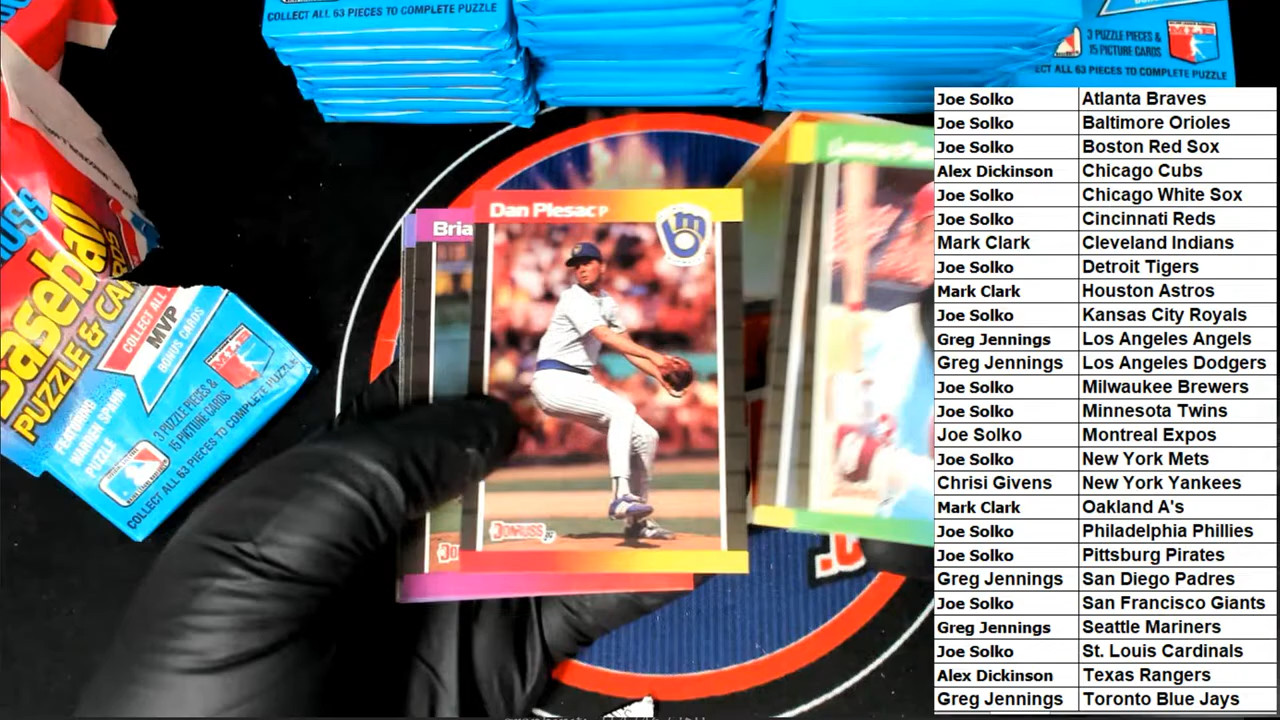 COLLECT ALL 63 PIECES TO COMPLETE PUZZLE
3 PUZZLE PIECES &
15 PICTURE CARDS
ECT ALL 63 PIECES TO COMPLETE PUZZLE
Baseball
PUZZLE &
COLLECT ALL
MVP
BONUS CARDS
FEATURING
WARREN SPAHN
PUZZLE
3 PUZZLE PIECES &
15 PICTURE CARDS
COLLECT ALL 63 PIECES TO COMPLETE PUZZLE
Bria
Dan Plesac P
DONRUSS
Joe Solko Atlanta Braves
Joe Solko Baltimore Orioles
Joe Solko Boston Red Sox
Alex Dickinson Chicago Cubs
Joe Solko Chicago White Sox
Joe Solko Cincinnati Reds
Mark Clark Cleveland Indians
Joe Solko Detroit Tigers
Mark Clark Houston Astros
Joe Solko Kansas City Royals
Greg Jennings Los Angeles Angels
Greg Jennings Los Angeles Dodgers
Joe Solko Milwaukee Brewers
Joe Solko Minnesota Twins
Joe Solko Montreal Expos
Joe Solko New York Mets
Chrisi Givens New York Yankees
Mark Clark Oakland A's
Joe Solko Philadelphia Phillies
Joe Solko Pittsburg Pirates
Greg Jennings San Diego Padres
Joe Solko San Francisco Giants
Greg Jennings Seattle Mariners
Joe Solko St. Louis Cardinals
Alex Dickinson Texas Rangers
Greg Jennings Toronto Blue Jays